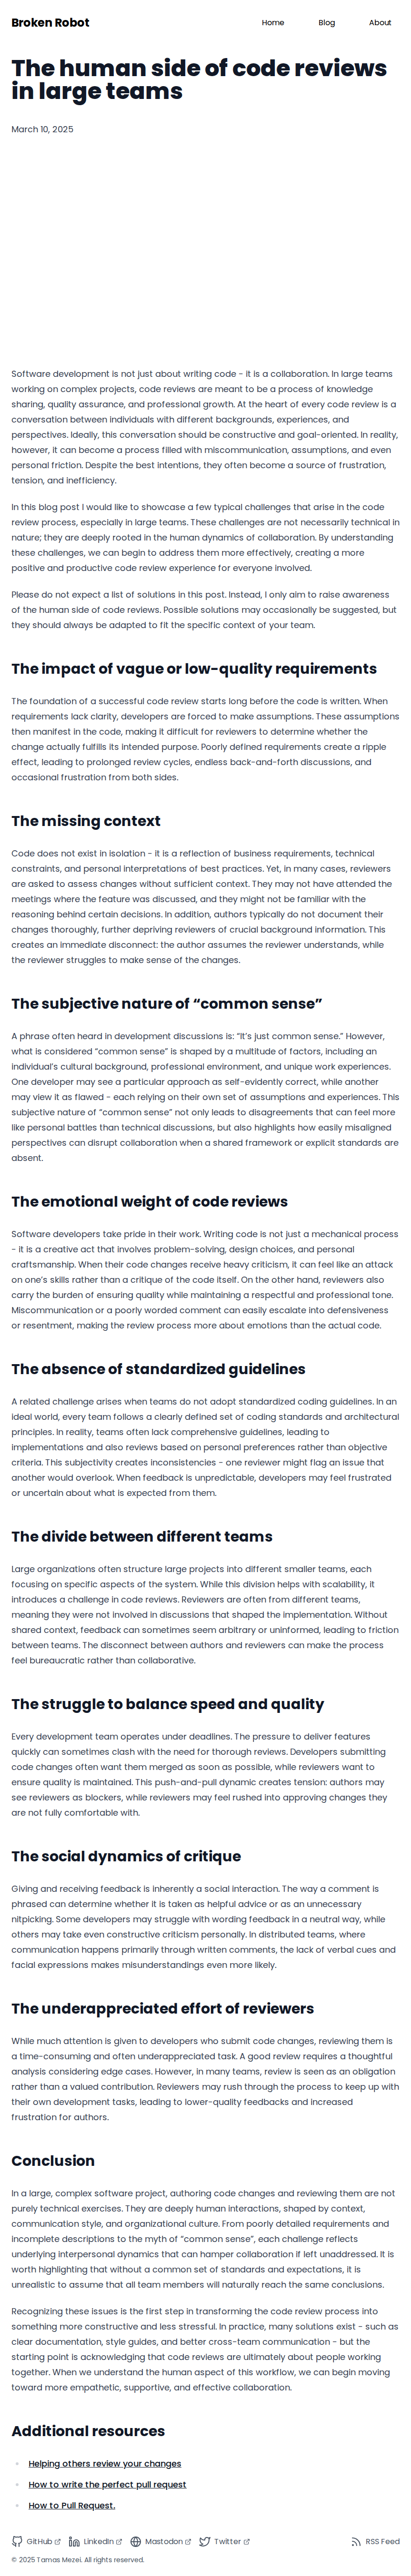 Broken Robot
Home
Blog
About
The human side of code reviews
in large teams
March 10, 2025
Software development is not just about writing code - it is a collaboration. In large teams
working on complex projects, code reviews are meant to be a process of knowledge
sharing, quality assurance, and professional growth. At the heart of every code review is a
conversation between individuals with different backgrounds, experiences, and
perspectives. Ideally, this conversation should be constructive and goal-oriented. In reality,
however, it can become a process filled with miscommunication, assumptions, and even
personal friction. Despite the best intentions, they often become a source of frustration,
tension, and inefficiency.
In this blog post I would like to showcase a few typical challenges that arise in the code
review process, especially in large teams. These challenges are not necessarily technical in
nature; they are deeply rooted in the human dynamics of collaboration. By understanding
these challenges, we can begin to address them more effectively, creating a more
positive and productive code review experience for everyone involved.
Please do not expect a list of solutions in this post. Instead, I only aim to raise awareness
of the human side of code reviews. Possible solutions may occasionally be suggested, but
they should always be adapted to fit the specific context of your team.
The impact of vague or low-quality requirements
The foundation of a successful code review starts long before the code is written. When
requirements lack clarity, developers are forced to make assumptions. These assumptions
then manifest in the code, making it difficult for reviewers to determine whether the
change actually fulfills its intended purpose. Poorly defined requirements create a ripple
effect, leading to prolonged review cycles, endless back-and-forth discussions, and
occasional frustration from both sides.
The missing context
Code does not exist in isolation - it is a reflection of business requirements, technical
constraints, and personal interpretations of best practices. Yet, in many cases, reviewers
are asked to assess changes without sufficient context. They may not have attended the
meetings where the feature was discussed, and they might not be familiar with the
reasoning behind certain decisions. In addition, authors typically do not document their
changes thoroughly, further depriving reviewers of crucial background information. This
creates an immediate disconnect: the author assumes the reviewer understands, while
the reviewer struggles to make sense of the changes.
The subjective nature of “common sense”
A phrase often heard in development discussions is: “It’s just common sense.” However,
what is considered “common sense” is shaped by a multitude of factors, including an
individual’s cultural background, professional environment, and unique work experiences.
One developer may see a particular approach as self-evidently correct, while another
may view it as flawed - each relying on their own set of assumptions and experiences. This
subjective nature of “common sense” not only leads to disagreements that can feel more
like personal battles than technical discussions, but also highlights how easily misaligned
perspectives can disrupt collaboration when a shared framework or explicit standards are
absent.
The emotional weight of code reviews
Software developers take pride in their work. Writing code is not just a mechanical process
- it is a creative act that involves problem-solving, design choices, and personal
craftsmanship. When their code changes receive heavy criticism, it can feel like an attack
on one’s skills rather than a critique of the code itself. On the other hand, reviewers also
carry the burden of ensuring quality while maintaining a respectful and professional tone.
Miscommunication or a poorly worded comment can easily escalate into defensiveness
or resentment, making the review process more about emotions than the actual code.
The absence of standardized guidelines
A related challenge arises when teams do not adopt standardized coding guidelines. In an
ideal world, every team follows a clearly defined set of coding standards and architectural
principles. In reality, teams often lack comprehensive guidelines, leading to
implementations and also reviews based on personal preferences rather than objective
criteria. This subjectivity creates inconsistencies - one reviewer might flag an issue that
another would overlook. When feedback is unpredictable, developers may feel frustrated
or uncertain about what is expected from them.
The divide between different teams
Large organizations often structure large projects into different smaller teams, each
focusing on specific aspects of the system. While this division helps with scalability, it
introduces a challenge in code reviews. Reviewers are often from different teams,
meaning they were not involved in discussions that shaped the implementation. Without
shared context, feedback can sometimes seem arbitrary or uninformed, leading to friction
between teams. The disconnect between authors and reviewers can make the process
feel bureaucratic rather than collaborative.
The struggle to balance speed and quality
Every development team operates under deadlines. The pressure to deliver features
quickly can sometimes clash with the need for thorough reviews. Developers submitting
code changes often want them merged as soon as possible, while reviewers want to
ensure quality is maintained. This push-and-pull dynamic creates tension: authors may
see reviewers as blockers, while reviewers may feel rushed into approving changes they
are not fully comfortable with.
The social dynamics of critique
Giving and receiving feedback is inherently a social interaction. The way a comment is
phrased can determine whether it is taken as helpful advice or as an unnecessary
nitpicking. Some developers may struggle with wording feedback in a neutral way, while
others may take even constructive criticism personally. In distributed teams, where
communication happens primarily through written comments, the lack of verbal cues and
facial expressions makes misunderstandings even more likely.
The underappreciated effort of reviewers
While much attention is given to developers who submit code changes, reviewing them is
a time-consuming and often underappreciated task. A good review requires a thoughtful
analysis considering edge cases. However, in many teams, review is seen as an obligation
rather than a valued contribution. Reviewers may rush through the process to keep up with
their own development tasks, leading to lower-quality feedbacks and increased
frustration for authors.
Conclusion
In a large, complex software project, authoring code changes and reviewing them are not
purely technical exercises. They are deeply human interactions, shaped by context,
communication style, and organizational culture. From poorly detailed requirements and
incomplete descriptions to the myth of “common sense”, each challenge reflects
underlying interpersonal dynamics that can hamper collaboration if left unaddressed. It is
worth highlighting that without a common set of standards and expectations, it is
unrealistic to assume that all team members will naturally reach the same conclusions.
Recognizing these issues is the first step in transforming the code review process into
something more constructive and less stressful. In practice, many solutions exist - such as
clear documentation, style guides, and better cross-team communication - but the
starting point is acknowledging that code reviews are ultimately about people working
together. When we understand the human aspect of this workflow, we can begin moving
toward more empathetic, supportive, and effective collaboration.
Additional resources
Helping others review your changes
How to write the perfect pull request
How to Pull Request.
GitHub
LinkedIn
Mastodon
Twitter
RSS Feed
© 2025 Tamas Mezei. All rights reserved.